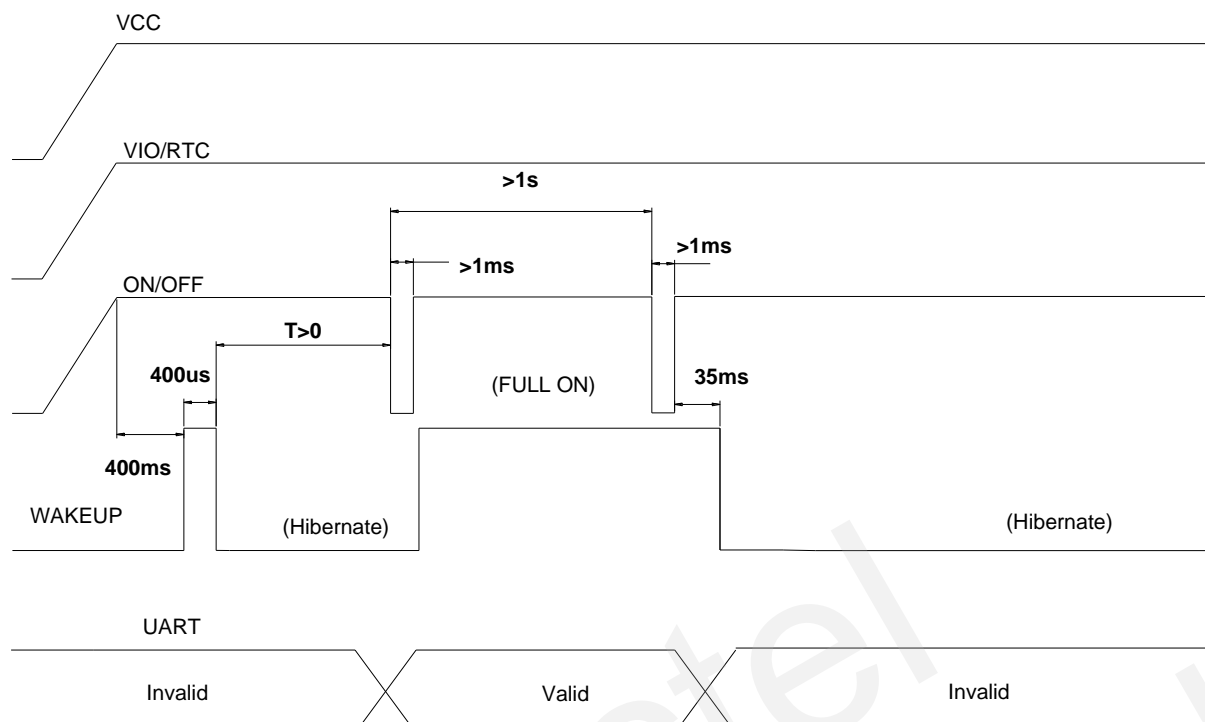 VCC
VIO/RTC
>1s
>1ms
>1ms
ON/OFF
T>0
400us
(FULL ON)
35ms
400ms
WAKEUP
(Hibernate)
(Hibernate)
UART
Invalid
Valid
Invalid